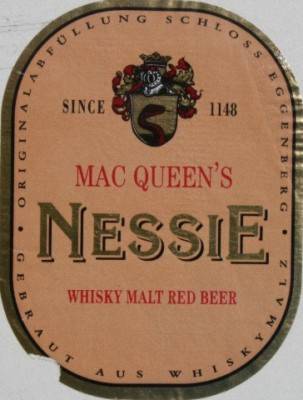 · ORIGINALABFÜLLUNG SCHLOSS EGGENBERG ·
SINCE 1148
MAC QUEEN'S
NESSIE
WHISKY MALT RED BEER
GEBRAUT AUS WHISKYMALZ